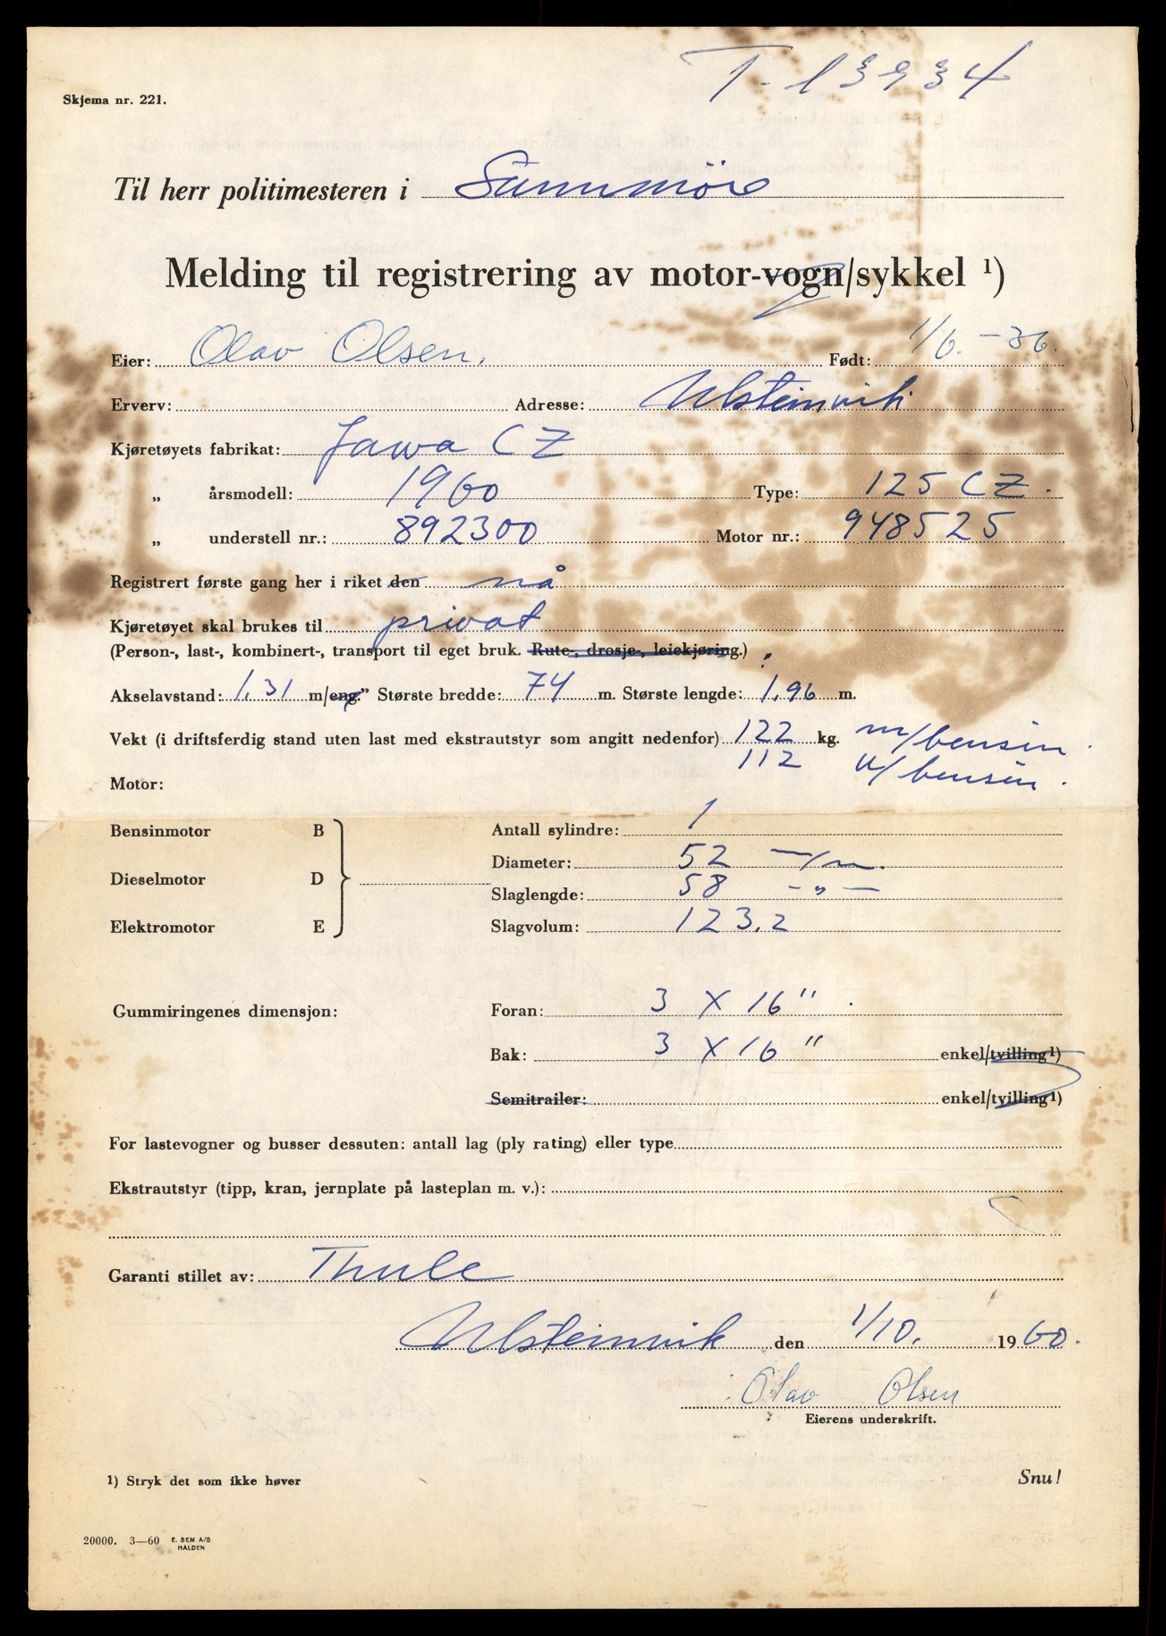 T-13934
Skjema nr. 221.
Til herr politimesteren i Sunnmöre
Melding til registrering av motor-vogn/sykkel ¹)
Eier: Olav Olsen. Født: 1/6.-36.
Erverv: Adresse: Ulsteinvik
Kjøretøyets fabrikat: Jawa CZ
„ årsmodell: 1960 Type: 125 CZ.
„ understell nr.: 892300 Motor nr.: 948525
Registrert første gang her i riket den nå
Kjøretøyet skal brukes til privat
(Person-, last-, kombinert-, transport til eget bruk. Rute-, drosje-, leiekjøring.)
Akselavstand: 1.31 m/eng.” Største bredde: 74 m. Største lengde: 1.96 m.
Vekt (i driftsferdig stand uten last med ekstrautstyr som angitt nedenfor) 122 kg. m/bensin.
112 u/bensin.
Motor:
Bensinmotor B Antall sylindre: 1
Diameter: 52 m/m.
Dieselmotor D
Slaglengde: 58 -„-
Elektromotor E Slagvolum: 123.2
Gummiringenes dimensjon: Foran: 3 X 16"
Bak: 3 X 16" enkel/tvilling¹)
Semitrailer: enkel/tvilling¹)
For lastevogner og busser dessuten: antall lag (ply rating) eller type
Ekstrautstyr (tipp, kran, jernplate på lasteplan m. v.):
Garanti stillet av: Thule
Ulsteinvik den 1/10. 1960.
Olav Olsen
Eierens underskrift.
1) Stryk det som ikke høver Snu!
20000. 3—60 E. SEM A/S
HALDEN